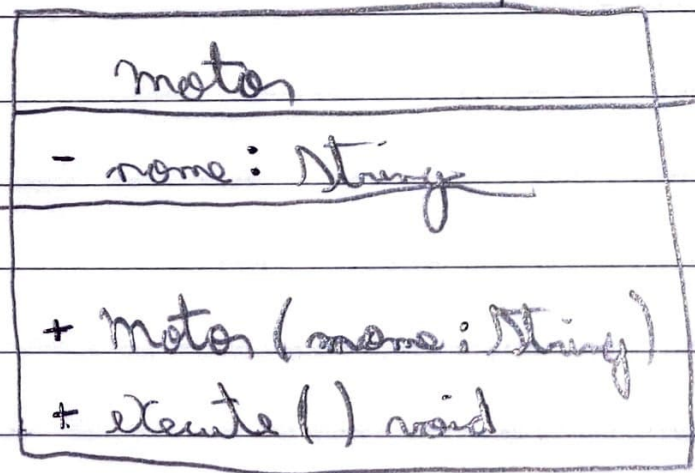 Motor
- nome: String
+ Motor (nome: String)
+ execute () void